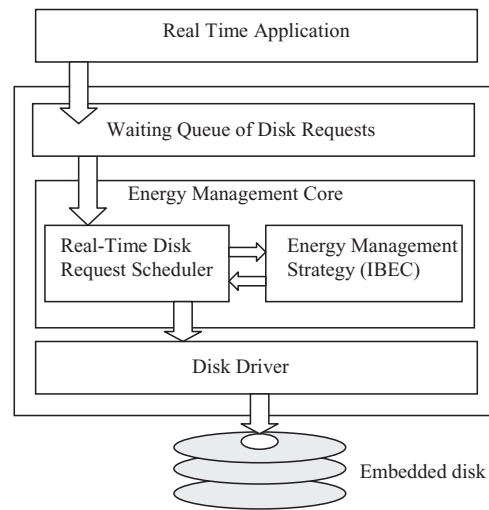 Real Time Application
Waiting Queue of Disk Requests
Energy Management Core
Real-Time Disk
Request Scheduler
Energy Management
Strategy (IBEC)
Disk Driver
Embedded disk